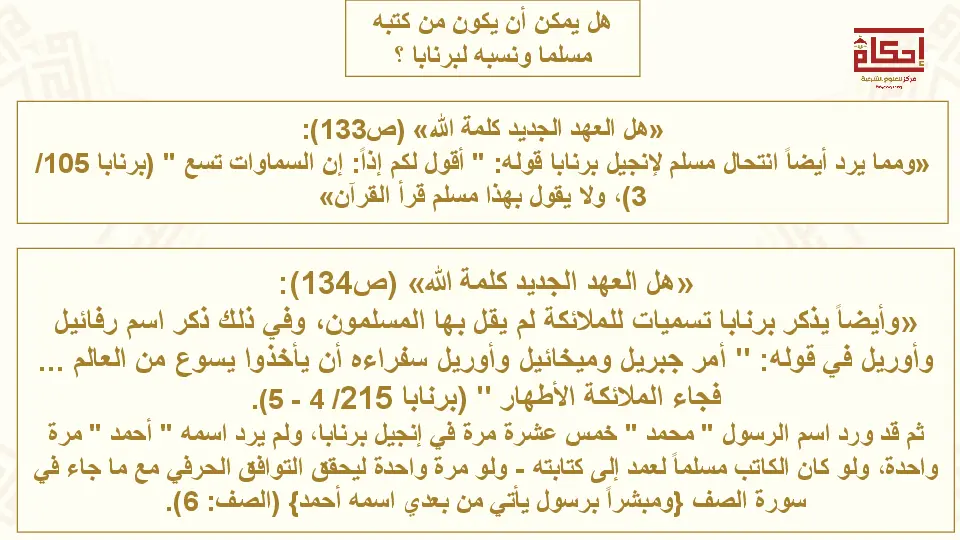 هل يمكن أن يكون من كتبه
مسلما ونسبه لبرنابا ؟
إحكام
مركز للعلوم الشرعية
«هل العهد الجديد كلمة الله» (ص133):
«ومما يرد أيضاً انتحال مسلم لإنجيل برنابا قوله: " أقول لكم إذاً: إن السماوات تسع " (برنابا 105/
3)، ولا يقول بهذا مسلم قرأ القرآن»
«هل العهد الجديد كلمة الله» (ص134):
«وأيضاً يذكر برنابا تسميات للملائكة لم يقل بها المسلمون، وفي ذلك ذكر اسم رفائيل
وأوريل في قوله: '' أمر جبريل وميخائيل وأوريل سفراءه أن يأخذوا يسوع من العالم ...
فجاء الملائكة الأطهار '' (برنابا 215/ 4 - 5).
ثم قد ورد اسم الرسول " محمد " خمس عشرة مرة في إنجيل برنابا، ولم يرد اسمه " أحمد " مرة
واحدة، ولو كان الكاتب مسلماً لعمد إلى كتابته - ولو مرة واحدة ليحقق التوافق الحرفي مع ما جاء في
سورة الصف {ومبشراً برسول يأتي من بعدي اسمه أحمد} (الصف: 6).